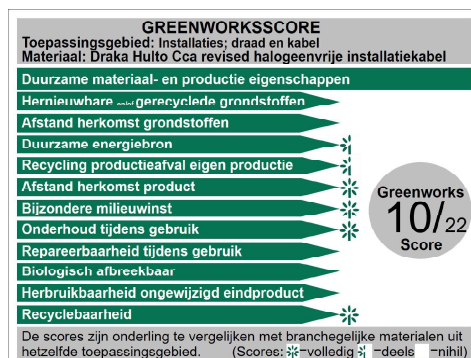 GREENWORKSSCORE
Toepassingsgebied: Installaties; draad en kabel
Materiaal: Draka Hulto Cca revised halogeenvrije installatiekabel
Duurzame materiaal- en productie eigenschappen
Hernieuwbare en/of gerecyclede grondstoffen
Afstand herkomst grondstoffen
Duurzame energiebron
Recycling productieafval eigen productie
Afstand herkomst product
Bijzondere milieuwinst
Onderhoud tijdens gebruik
Repareerbaarheid tijdens gebruik
Biologisch afbreekbaar
Herbruikbaarheid ongewijzigd eindproduct
Recyclebaarheid
Greenworks
10/22
Score
De scores zijn onderling te vergelijken met branchegelijke materialen uit
hetzelfde toepassingsgebied. (Scores: =volledig =deels =nihil)